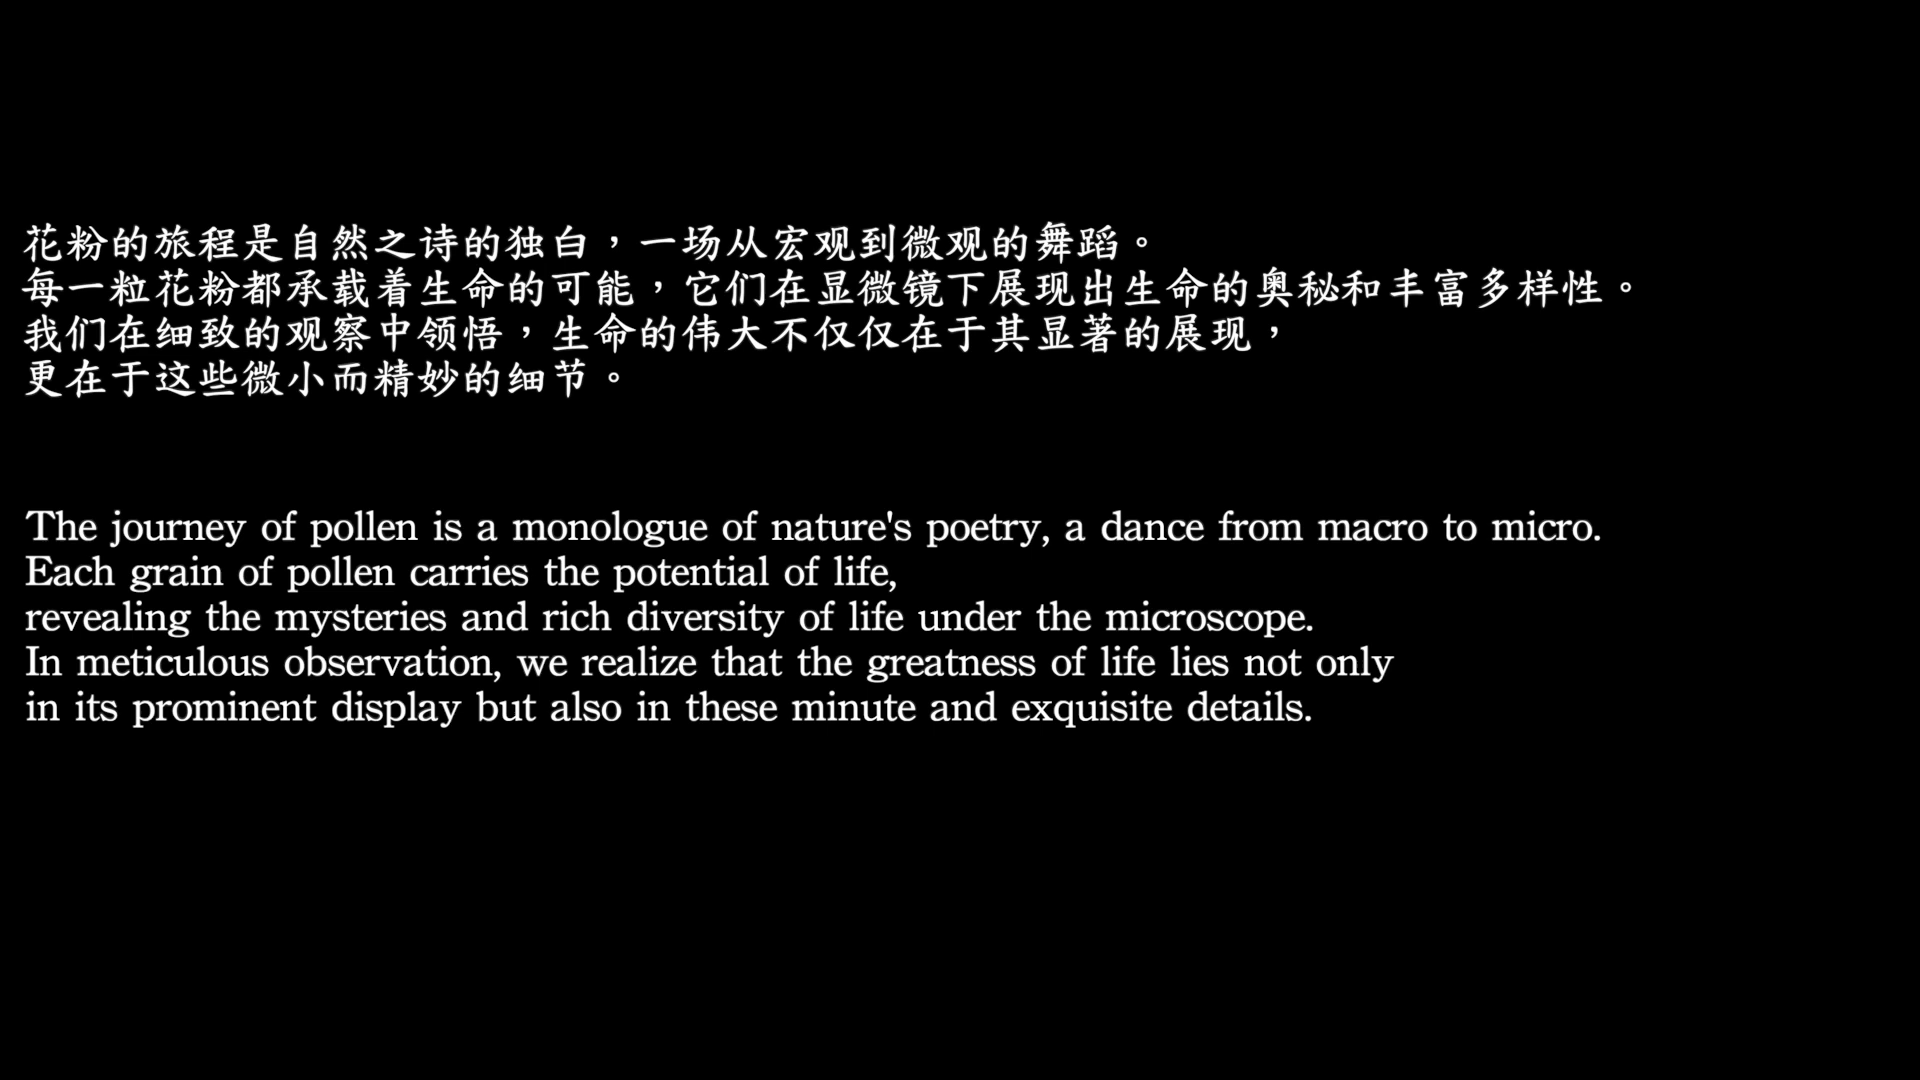 花粉的旅程是自然之诗的独白，一场从宏观到微观的舞蹈。
每一粒花粉都承载着生命的可能，它们在显微镜下展现出生命的奥秘和丰富多样性。
我们在细致的观察中领悟，生命的伟大不仅仅在于其显著的展现，
更在于这些微小而精妙的细节。
The journey of pollen is a monologue of nature's poetry, a dance from macro to micro.
Each grain of pollen carries the potential of life,
revealing the mysteries and rich diversity of life under the microscope.
In meticulous observation, we realize that the greatness of life lies not only
in its prominent display but also in these minute and exquisite details.